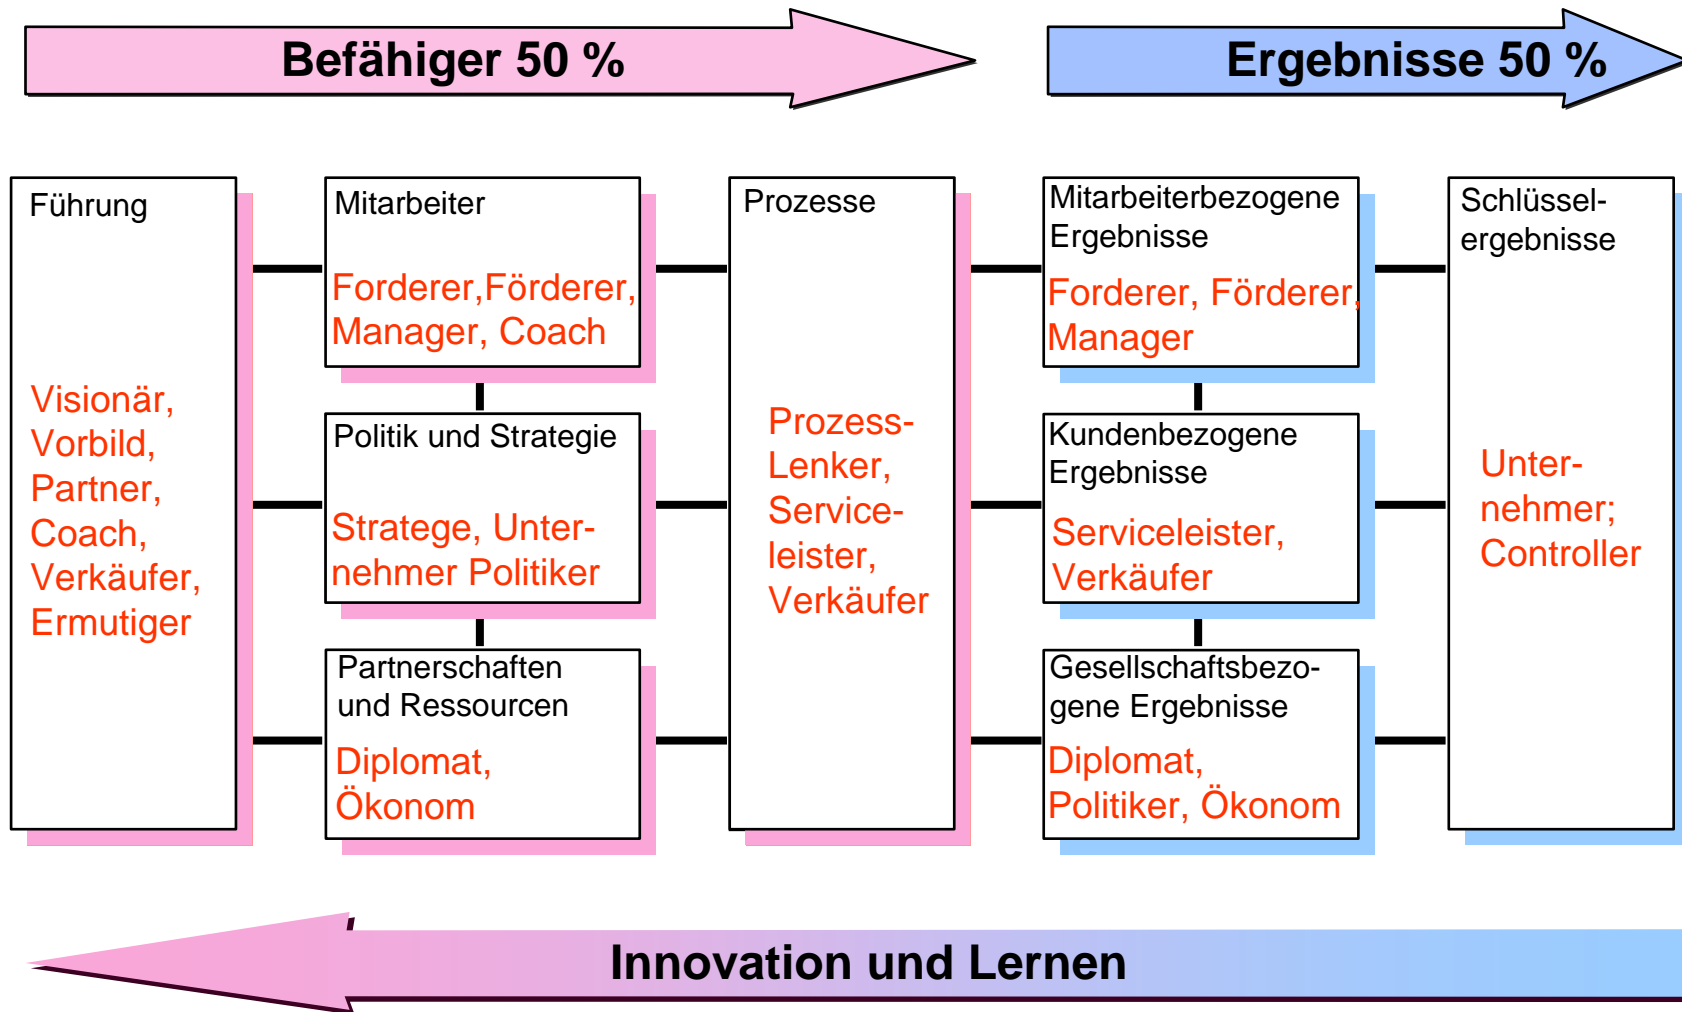 Befähiger 50 %
Ergebnisse 50 %
Führung
Visionär,
Vorbild,
Partner,
Coach,
Verkäufer,
Ermutiger
Mitarbeiter
Forderer,Förderer,
Manager, Coach
Politik und Strategie
Stratege, Unter-
nehmer Politiker
Partnerschaften
und Ressourcen
Diplomat,
Ökonom
Prozesse
Prozess-
Lenker,
Service-
leister,
Verkäufer
Mitarbeiterbezogene
Ergebnisse
Forderer, Förderer,
Manager
Kundenbezogene
Ergebnisse
Serviceleister,
Verkäufer
Gesellschaftsbezo-
gene Ergebnisse
Diplomat,
Politiker, Ökonom
Schlüssel-
ergebnisse
Unter-
nehmer;
Controller
Innovation und Lernen